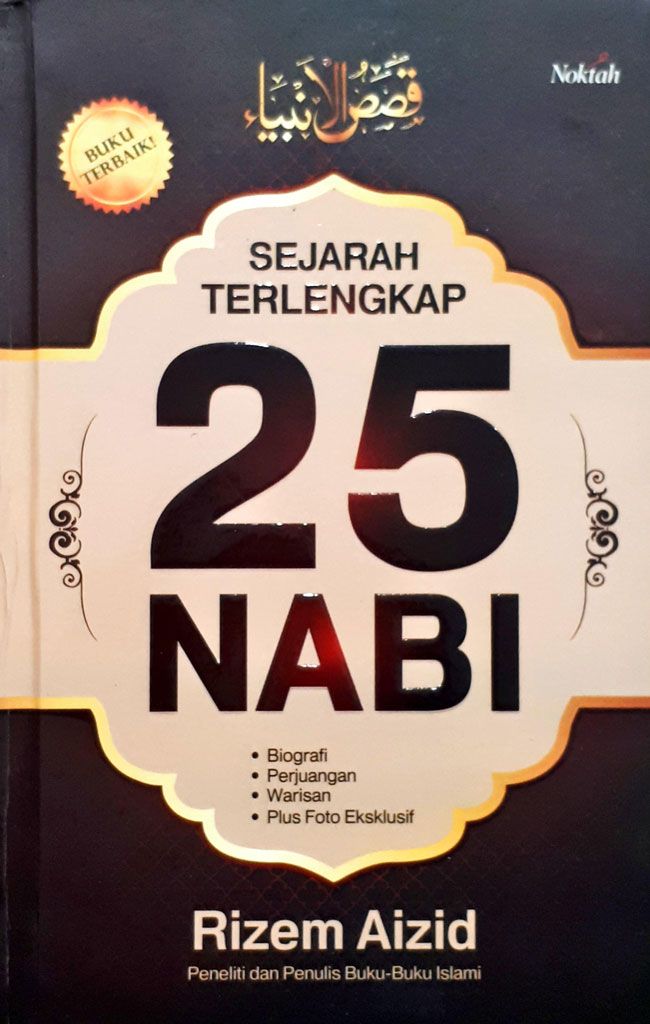 قصص الأنبياء
Noktah
BUKU
TERBAIK!
SEJARAH
TERLENGKAP
25
NABI
• Biografi
• Perjuangan
• Warisan
• Plus Foto Eksklusif
Rizem Aizid
Peneliti dan Penulis Buku-Buku Islami